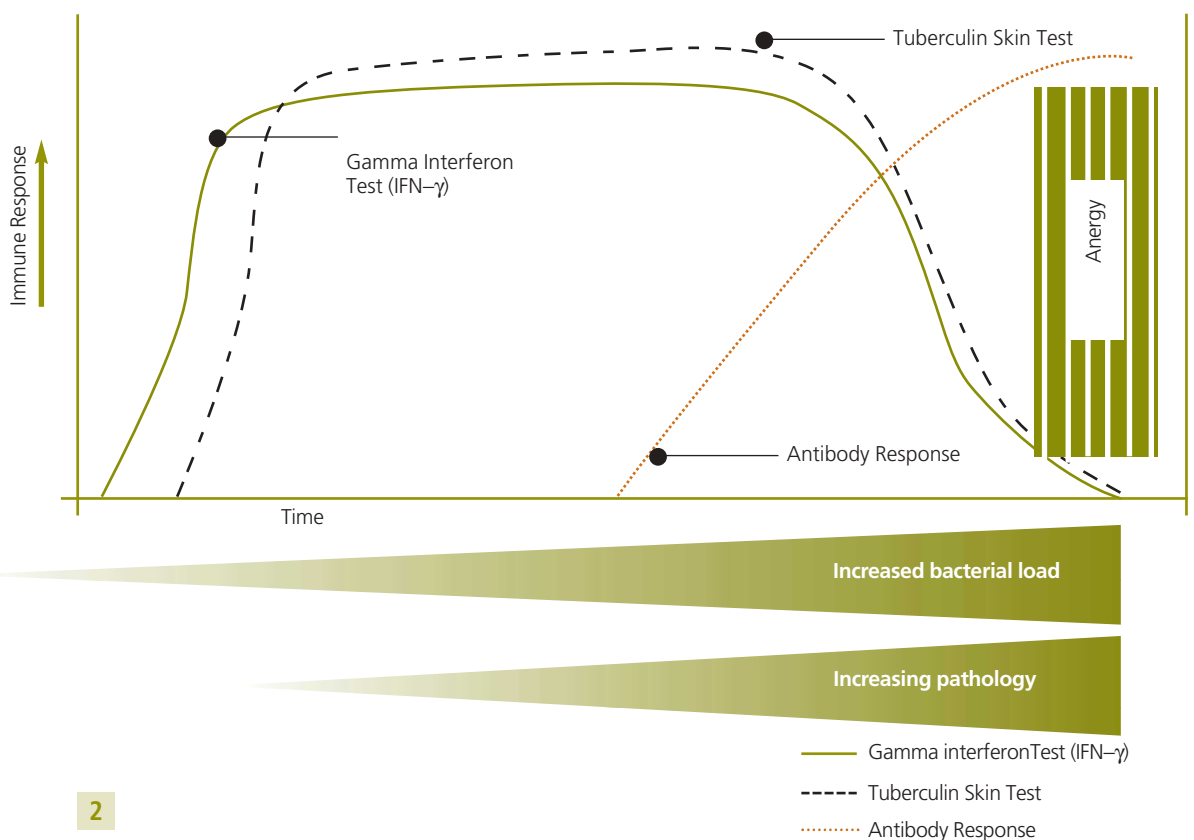 Tuberculin Skin Test
Gamma Interferon
Test (IFN–γ)
Immune Response
Anergy
Antibody Response
Time
Increased bacterial load
Increasing pathology
Gamma interferonTest (IFN–γ)
Tuberculin Skin Test
Antibody Response
2